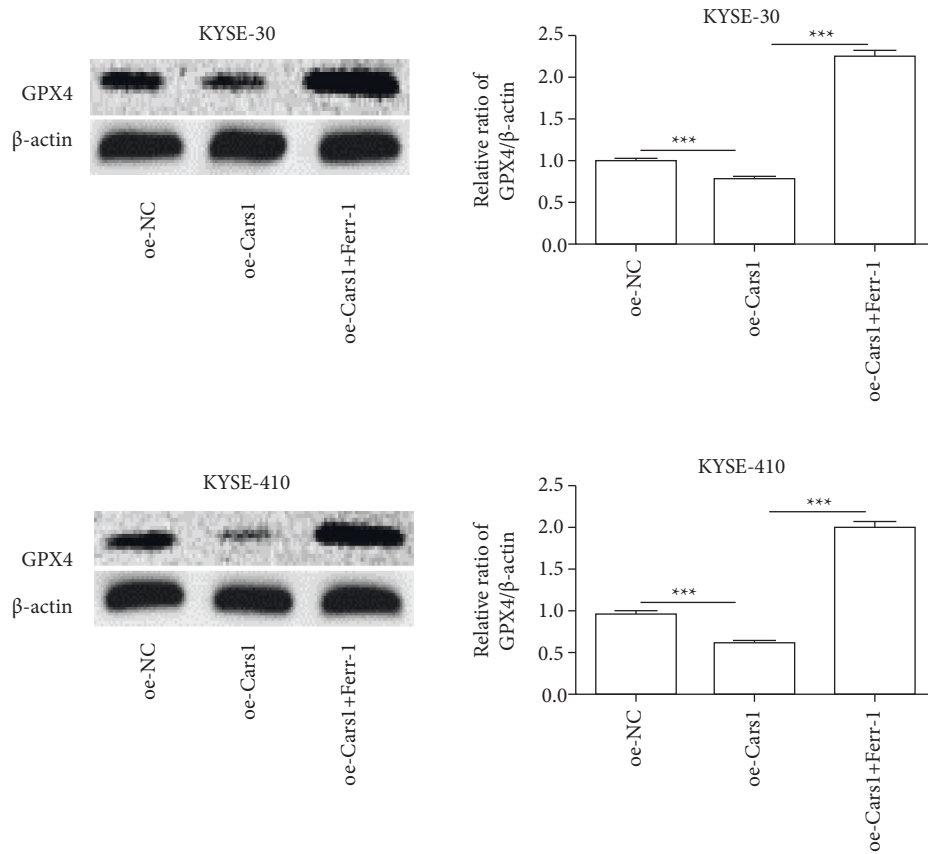 KYSE-30
GPX4
β-actin
oe-NC
oe-Cars1
oe-Cars1+Ferr-1
KYSE-30
Relative ratio of
GPX4/β-actin
2.5
2.0
1.5
1.0
0.5
0.0
***
***
oe-NC
oe-Cars1
oe-Cars1+Ferr-1
KYSE-410
GPX4
β-actin
oe-NC
oe-Cars1
oe-Cars1+Ferr-1
KYSE-410
Relative ratio of
GPX4/β-actin
2.5
2.0
1.5
1.0
0.5
0.0
***
***
oe-NC
oe-Cars1
oe-Cars1+Ferr-1